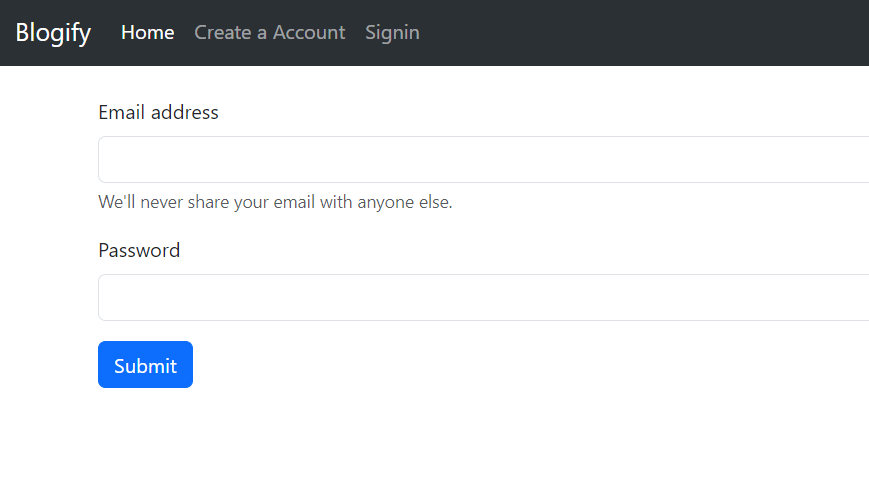 Blogify Home Create a Account Signin
Email address
We'll never share your email with anyone else.
Password
Submit